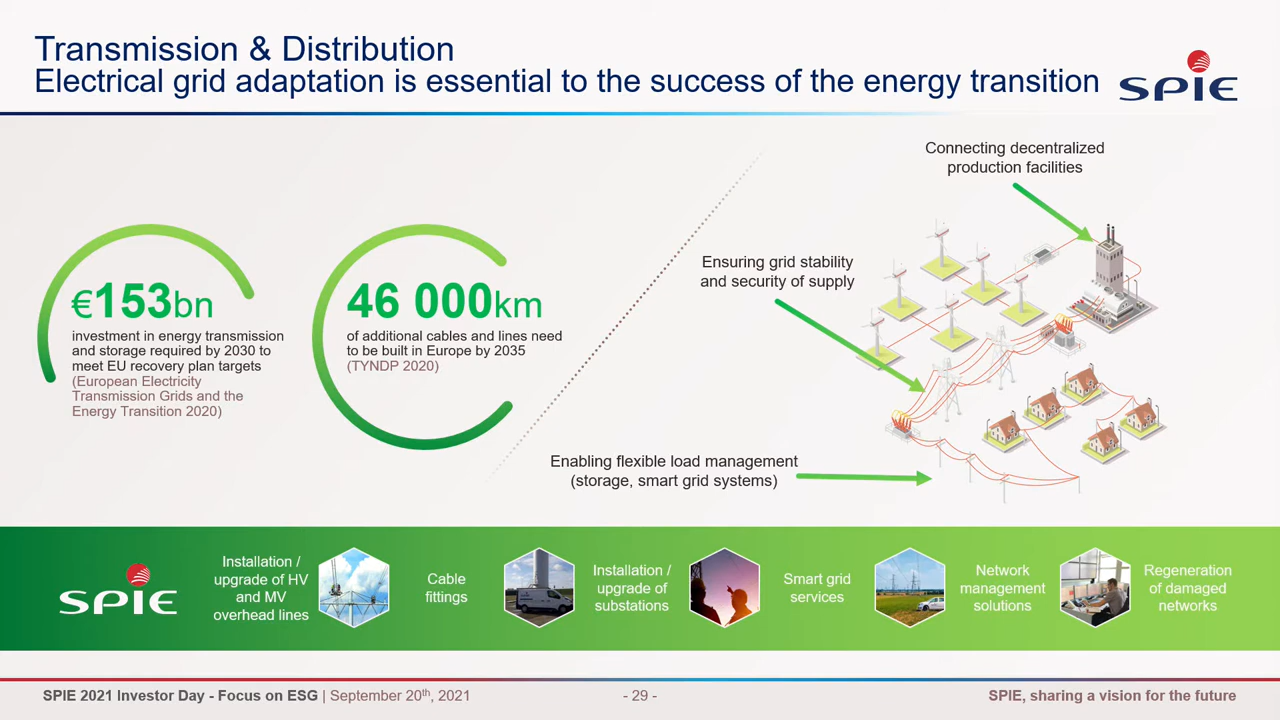 Transmission & Distribution
Electrical grid adaptation is essential to the success of the energy transition
SPIE
€153bn
investment in energy transmission
and storage required by 2030 to
meet EU recovery plan targets
(European Electricity
Transmission Grids and the
Energy Transition 2020)
46 000km
of additional cables and lines need
to be built in Europe by 2035
(TYNDP 2020)
Connecting decentralized
production facilities
Ensuring grid stability
and security of supply
Enabling flexible load management
(storage, smart grid systems)
SPIE
Installation /
upgrade of HV
and MV
overhead lines
Cable
fittings
Installation /
upgrade of
substations
Smart grid
services
Network
management
solutions
Regeneration
of damaged
networks
SPIE 2021 Investor Day - Focus on ESG | September 20th, 2021
- 29 -
SPIE, sharing a vision for the future